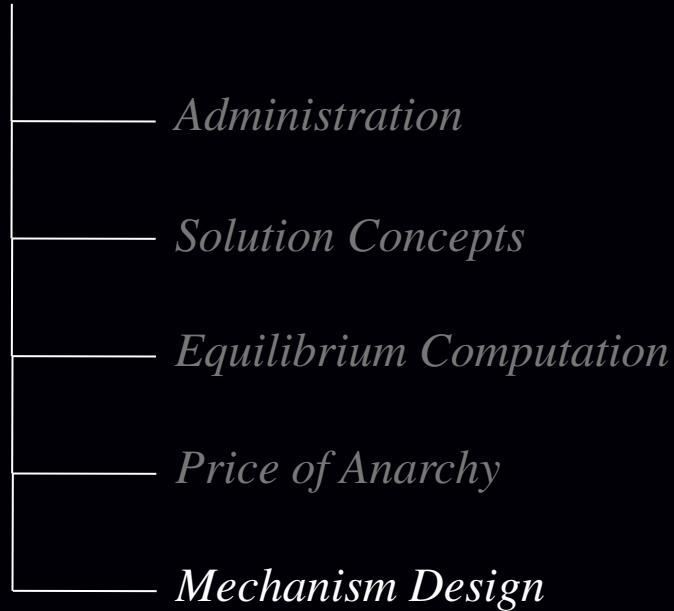 Administration
Solution Concepts
Equilibrium Computation
Price of Anarchy
Mechanism Design